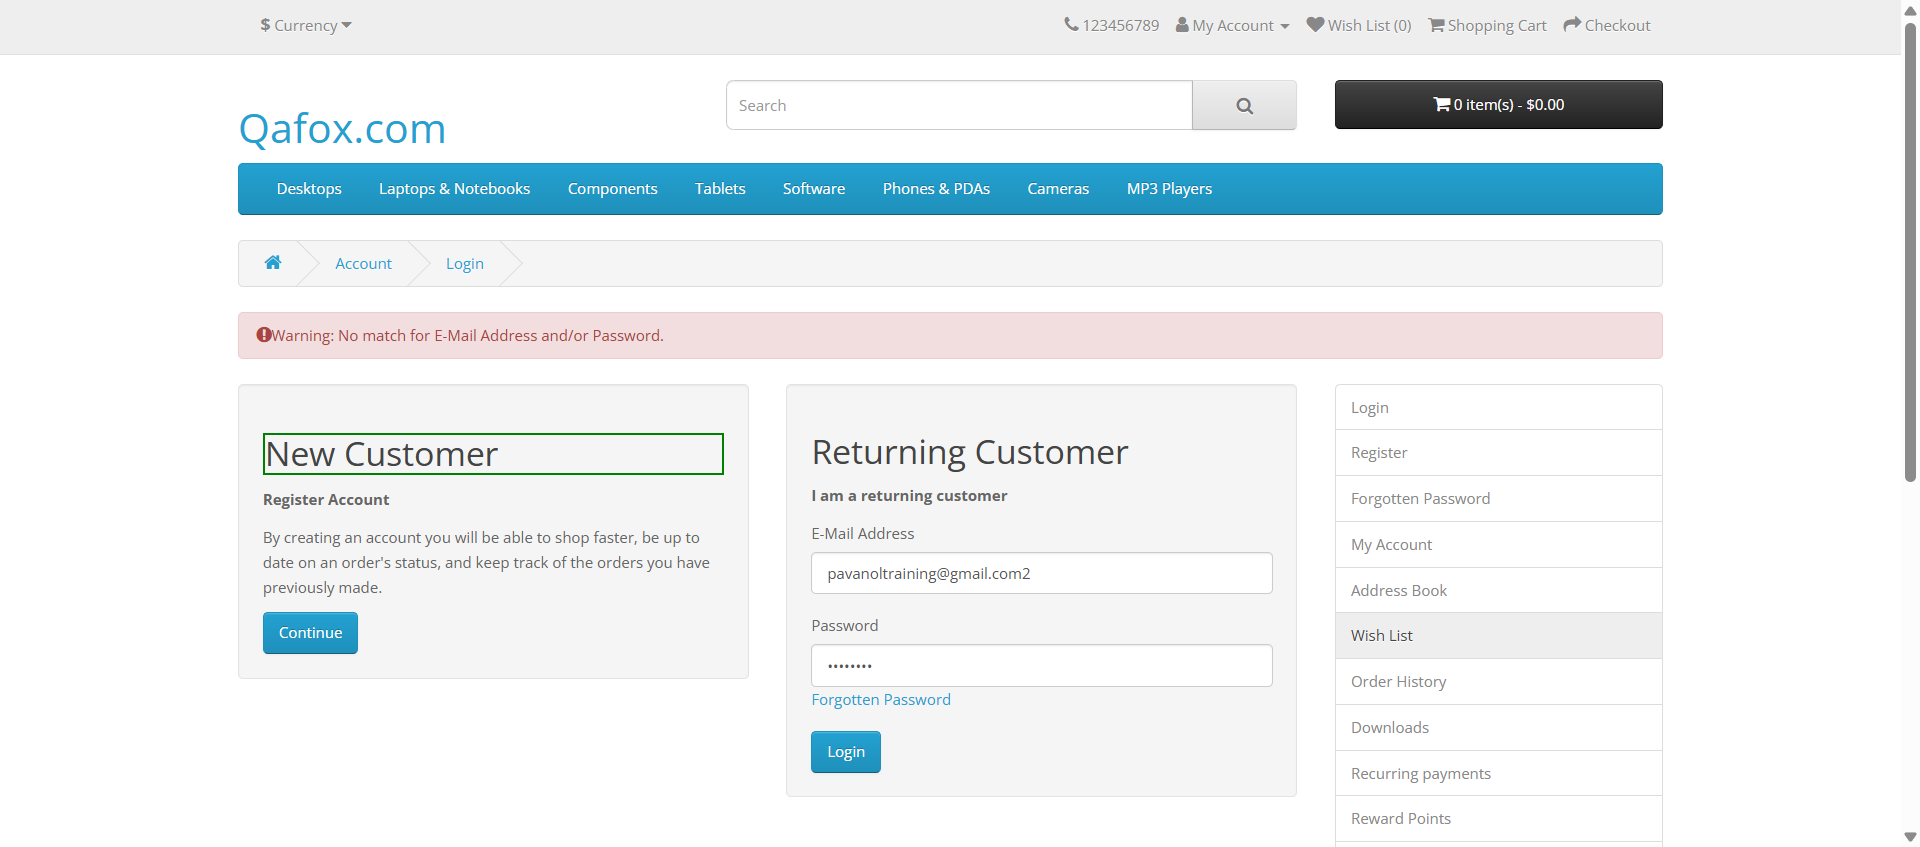 $ Currency
123456789 My Account Wish List (0) Shopping Cart Checkout
Qafox.com
Search
0 item(s) - $0.00
Desktops Laptops & Notebooks Components Tablets Software Phones & PDAs Cameras MP3 Players
Account Login
Warning: No match for E-Mail Address and/or Password.
New Customer
Register Account
By creating an account you will be able to shop faster, be up to
date on an order's status, and keep track of the orders you have
previously made.
Continue
Returning Customer
I am a returning customer
E-Mail Address
pavanoltraining@gmail.com2
Password
••••••••
Forgotten Password
Login
Login
Register
Forgotten Password
My Account
Address Book
Wish List
Order History
Downloads
Recurring payments
Reward Points